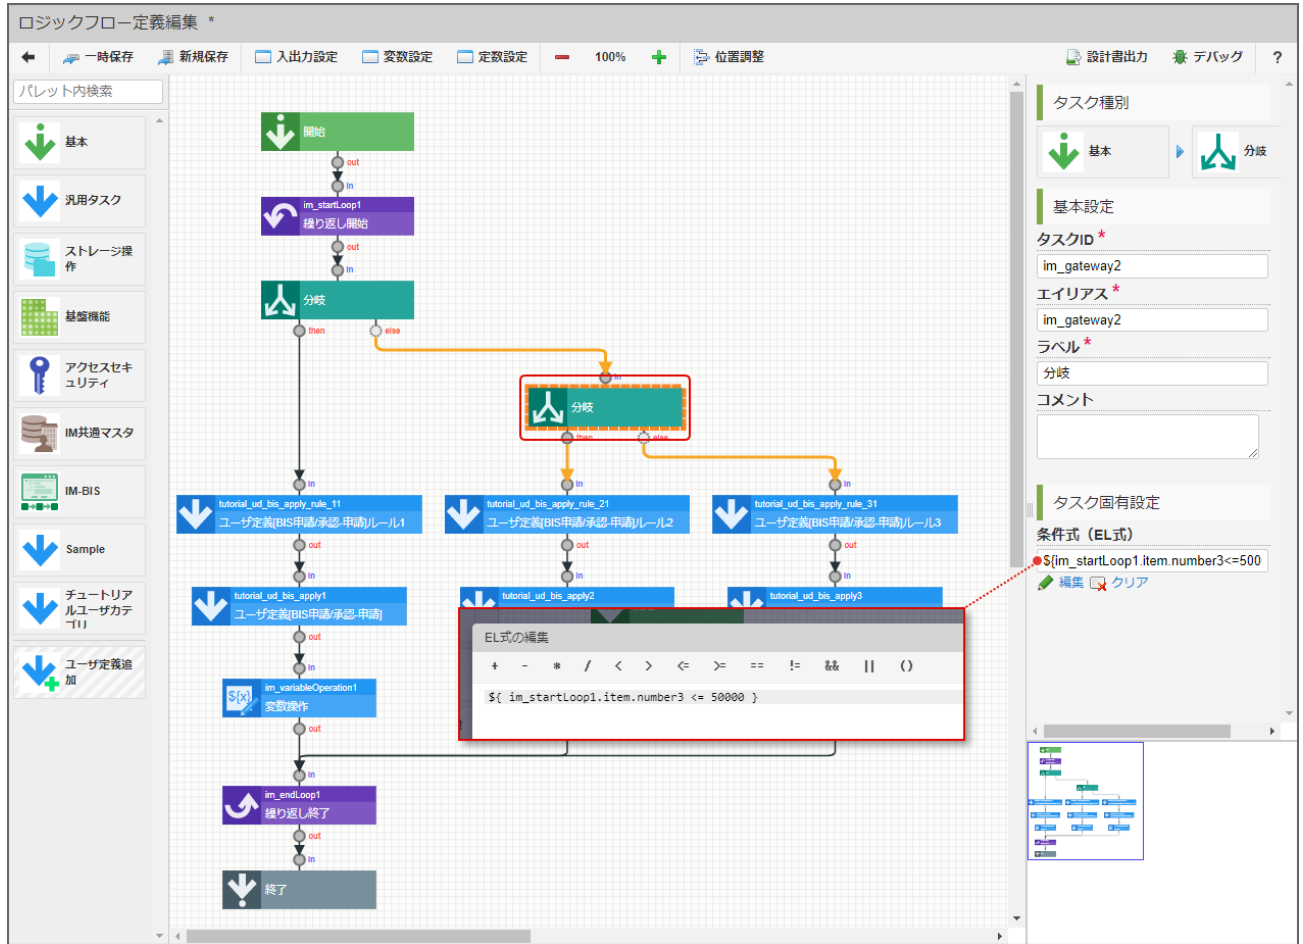 ロジックフロー定義編集 *
一時保存 新規保存 入出力設定 変数設定 定数設定 100% 位置調整 設計書出力 デバッグ ?
パレット内検索
基本
汎用タスク
ストレージ操
作
基盤機能
アクセスセキ
ュリティ
IM共通マスタ
IM-BIS
Sample
チュートリア
ルユーザカテ
ゴリ
ユーザ定義追
加
開始
out
in
im_startLoop1
繰り返し開始
out
in
分岐
then else
in
分岐
then else
in in in
tutorial_ud_bis_apply_rule_11
ユーザ定義[BIS申請/承認-申請]ルール1
tutorial_ud_bis_apply_rule_21
ユーザ定義[BIS申請/承認-申請]ルール2
tutorial_ud_bis_apply_rule_31
ユーザ定義[BIS申請/承認-申請]ルール3
out out out
in in in
tutorial_ud_bis_apply1
ユーザ定義[BIS申請/承認-申請]
tutorial_ud_bis_apply2
tutorial_ud_bis_apply3
out
in
${x}
im_variableOperation1
変数操作
out
in
im_endLoop1
繰り返し終了
out
in
終了
EL式の編集
+ - * / < > <= >= == != && || ()
${ im_startLoop1.item.number3 <= 50000 }
タスク種別
基本 分岐
基本設定
タスクID *
im_gateway2
エイリアス *
im_gateway2
ラベル *
分岐
コメント
タスク固有設定
条件式（EL式）
${im_startLoop1.item.number3<=500
編集 クリア